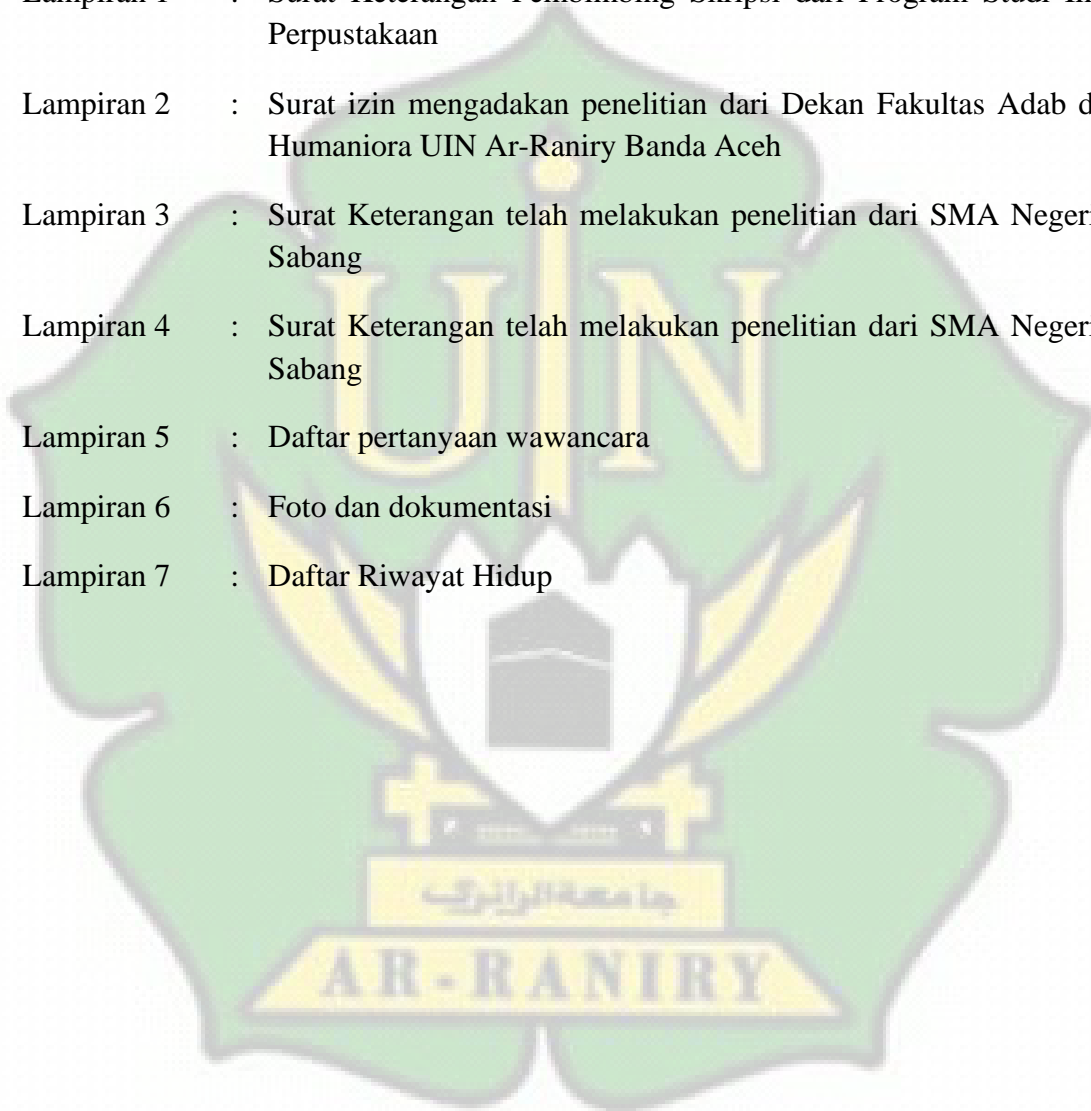 Lampiran 1 : Surat Keterangan Pembimbing Skripsi dari Program Studi
Perpustakaan
Lampiran 2 : Surat izin mengadakan penelitian dari Dekan Fakultas Adab d
Humaniora UIN Ar-Raniry Banda Aceh
Lampiran 3 : Surat Keterangan telah melakukan penelitian dari SMA Negeri
Sabang
Lampiran 4 : Surat Keterangan telah melakukan penelitian dari SMA Negeri
Sabang
Lampiran 5 : Daftar pertanyaan wawancara
Lampiran 6 : Foto dan dokumentasi
Lampiran 7 : Daftar Riwayat Hidup
UIN
جامعة الرانري
AR-RANIRY